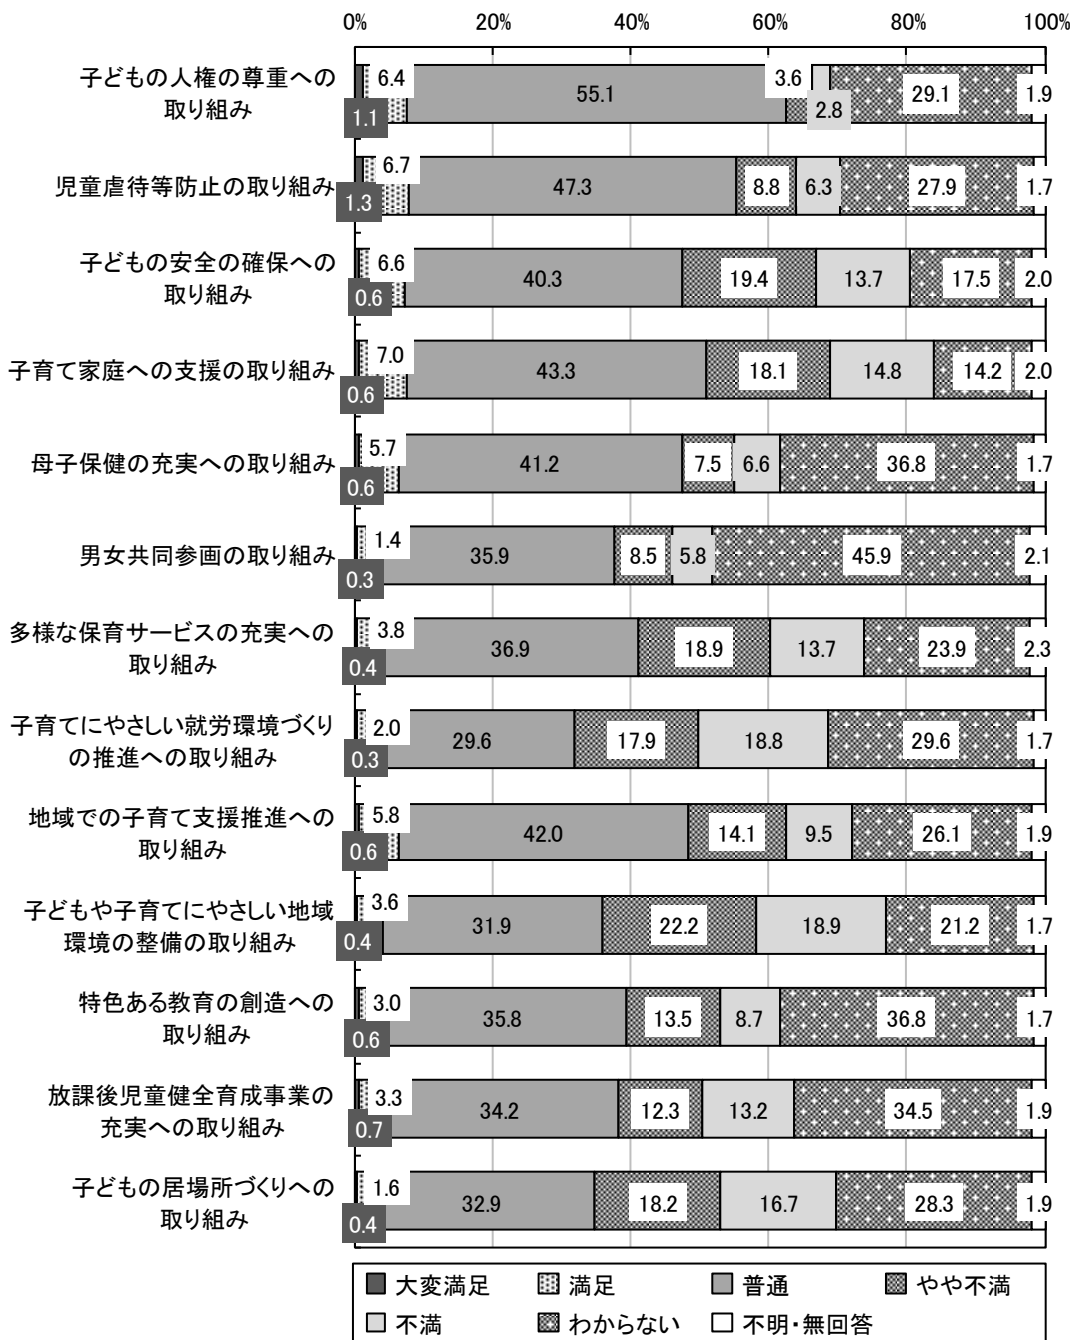 0% 20% 40% 60% 80% 100%
子どもの人権の尊重への
取り組み
1.1 6.4 55.1 3.6 2.8 29.1 1.9
児童虐待等防止の取り組み
1.3 6.7 47.3 8.8 6.3 27.9 1.7
子どもの安全の確保への
取り組み
0.6 6.6 40.3 19.4 13.7 17.5 2.0
子育て家庭への支援の取り組み
0.6 7.0 43.3 18.1 14.8 14.2 2.0
母子保健の充実への取り組み
0.6 5.7 41.2 7.5 6.6 36.8 1.7
男女共同参画の取り組み
0.3 1.4 35.9 8.5 5.8 45.9 2.1
多様な保育サービスの充実への
取り組み
0.4 3.8 36.9 18.9 13.7 23.9 2.3
子育てにやさしい就労環境づくり
の推進への取り組み
0.3 2.0 29.6 17.9 18.8 29.6 1.7
地域での子育て支援推進への
取り組み
0.6 5.8 42.0 14.1 9.5 26.1 1.9
子どもや子育てにやさしい地域
環境の整備の取り組み
0.4 3.6 31.9 22.2 18.9 21.2 1.7
特色ある教育の創造への
取り組み
0.6 3.0 35.8 13.5 8.7 36.8 1.7
放課後児童健全育成事業の
充実への取り組み
0.7 3.3 34.2 12.3 13.2 34.5 1.9
子どもの居場所づくりへの
取り組み
0.4 1.6 32.9 18.2 16.7 28.3 1.9
大変満足 満足 普通 やや不満
不満 わからない 不明・無回答